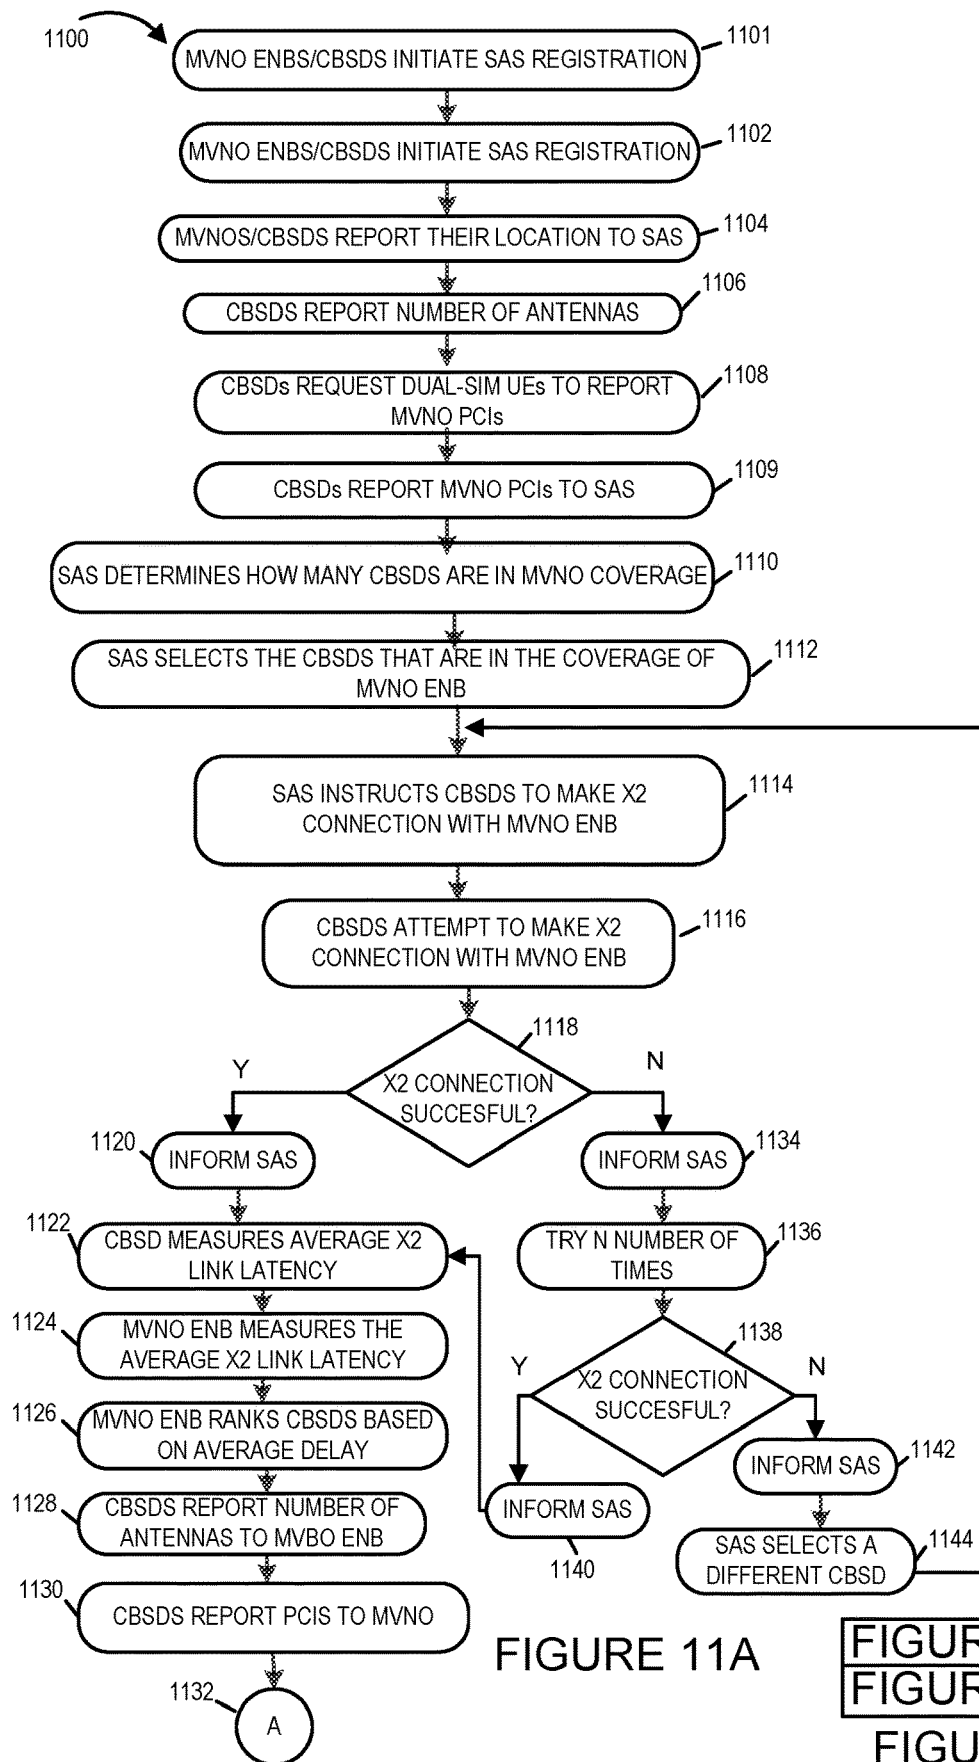 1100
MVNO ENBS/CBSDS INITIATE SAS REGISTRATION
1101
MVNO ENBS/CBSDS INITIATE SAS REGISTRATION
1102
MVNOS/CBSDS REPORT THEIR LOCATION TO SAS
1104
CBSDS REPORT NUMBER OF ANTENNAS
1106
CBSDs REQUEST DUAL-SIM UEs TO REPORT
MVNO PCIs
1108
CBSDs REPORT MVNO PCIs TO SAS
1109
SAS DETERMINES HOW MANY CBSDS ARE IN MVNO COVERAGE
1110
SAS SELECTS THE CBSDS THAT ARE IN THE COVERAGE OF
MVNO ENB
1112
SAS INSTRUCTS CBSDS TO MAKE X2
CONNECTION WITH MVNO ENB
1114
CBSDS ATTEMPT TO MAKE X2
CONNECTION WITH MVNO ENB
1116
1118
X2 CONNECTION
SUCCESFUL?
Y
N
1120
INFORM SAS
INFORM SAS
1134
1122
CBSD MEASURES AVERAGE X2
LINK LATENCY
TRY N NUMBER OF
TIMES
1136
1124
MVNO ENB MEASURES THE
AVERAGE X2 LINK LATENCY
1138
X2 CONNECTION
SUCCESFUL?
Y
N
1126
MVNO ENB RANKS CBSDS BASED
ON AVERAGE DELAY
INFORM SAS
1142
1128
CBSDS REPORT NUMBER OF
ANTENNAS TO MVBO ENB
INFORM SAS
1140
SAS SELECTS A
DIFFERENT CBSD
1144
1130
CBSDS REPORT PCIS TO MVNO
1132
A
FIGURE 11A
FIGUR
FIGUR
FIGU